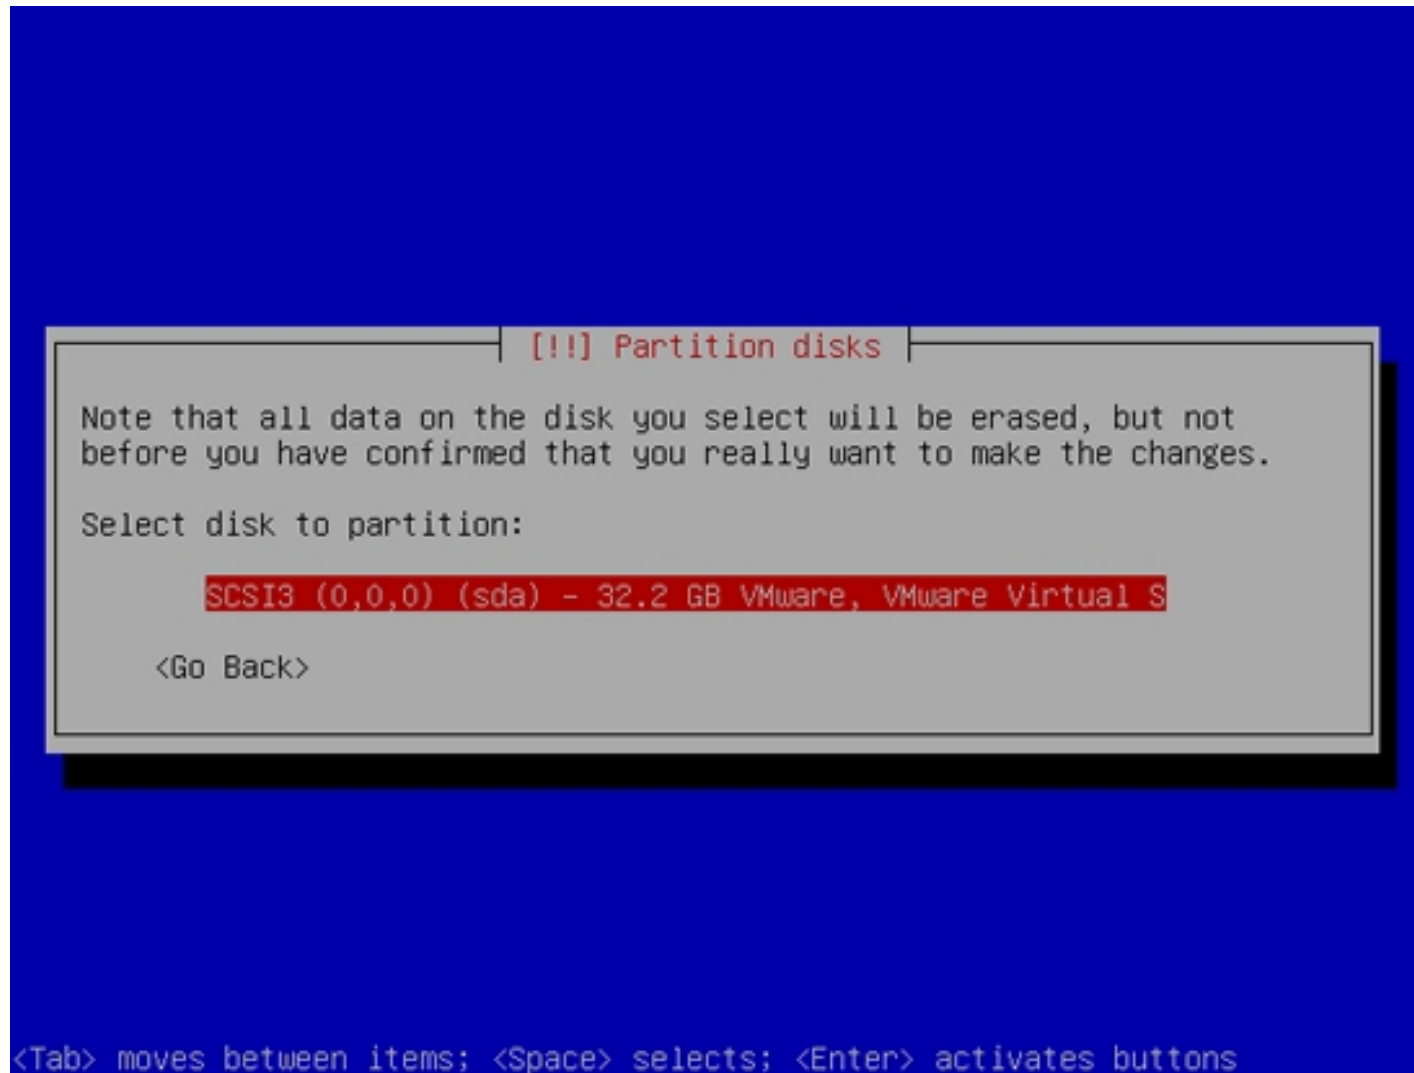 [!!] Partition disks
Note that all data on the disk you select will be erased, but not
before you have confirmed that you really want to make the changes.
Select disk to partition:
SCSI3 (0,0,0) (sda) - 32.2 GB VMware, VMware Virtual S
<Go Back>
<Tab> moves between items; <Space> selects; <Enter> activates buttons